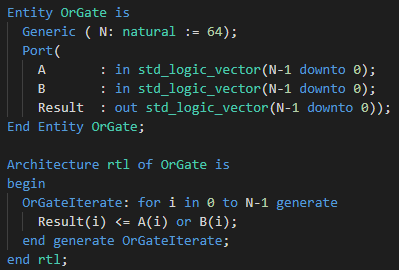 Entity OrGate is
  Generic ( N: natural := 64);
  Port(
    A       : in std_logic_vector(N-1 downto 0);
    B       : in std_logic_vector(N-1 downto 0);
    Result  : out std_logic_vector(N-1 downto 0));
End Entity OrGate;

Architecture rtl of OrGate is
begin
  OrGateIterate: for i in 0 to N-1 generate
    Result(i) <= A(i) or B(i);
  end generate OrGateIterate;
end rtl;